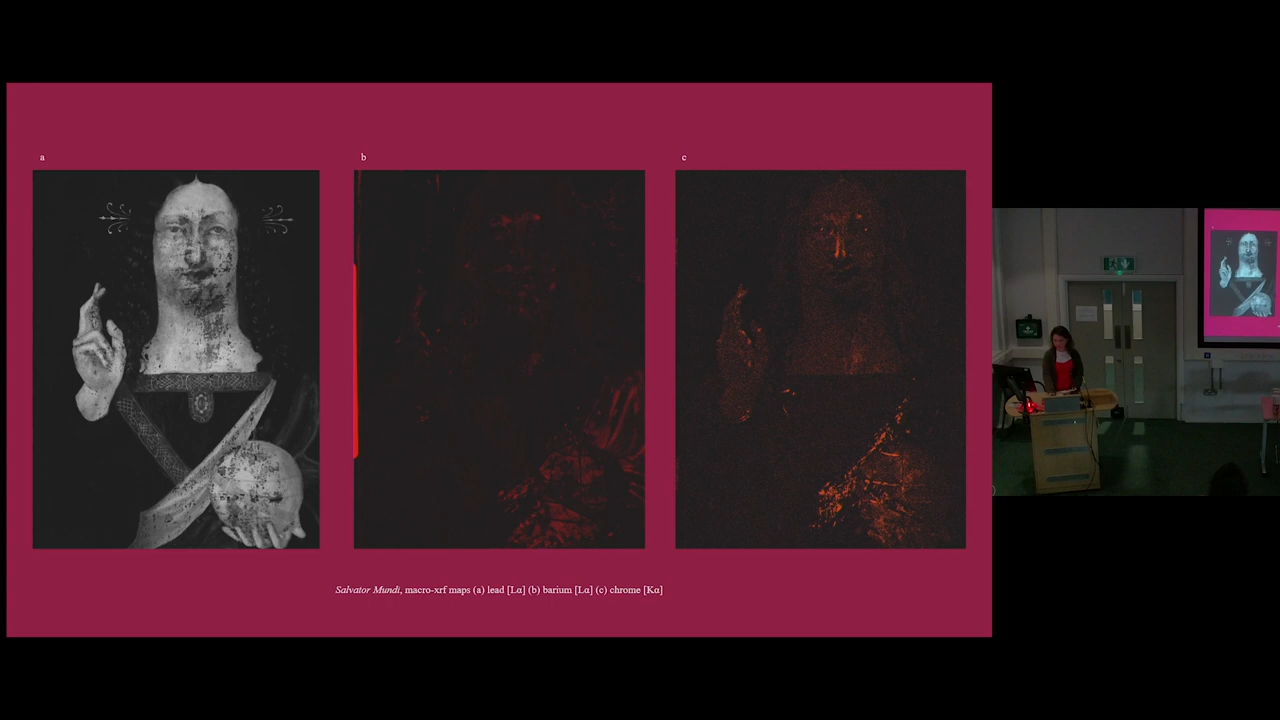 a
b
c
Salvator Mundi, macro-xrf maps (a) lead [Lα] (b) barium [Lα] (c) chrome [Kα]